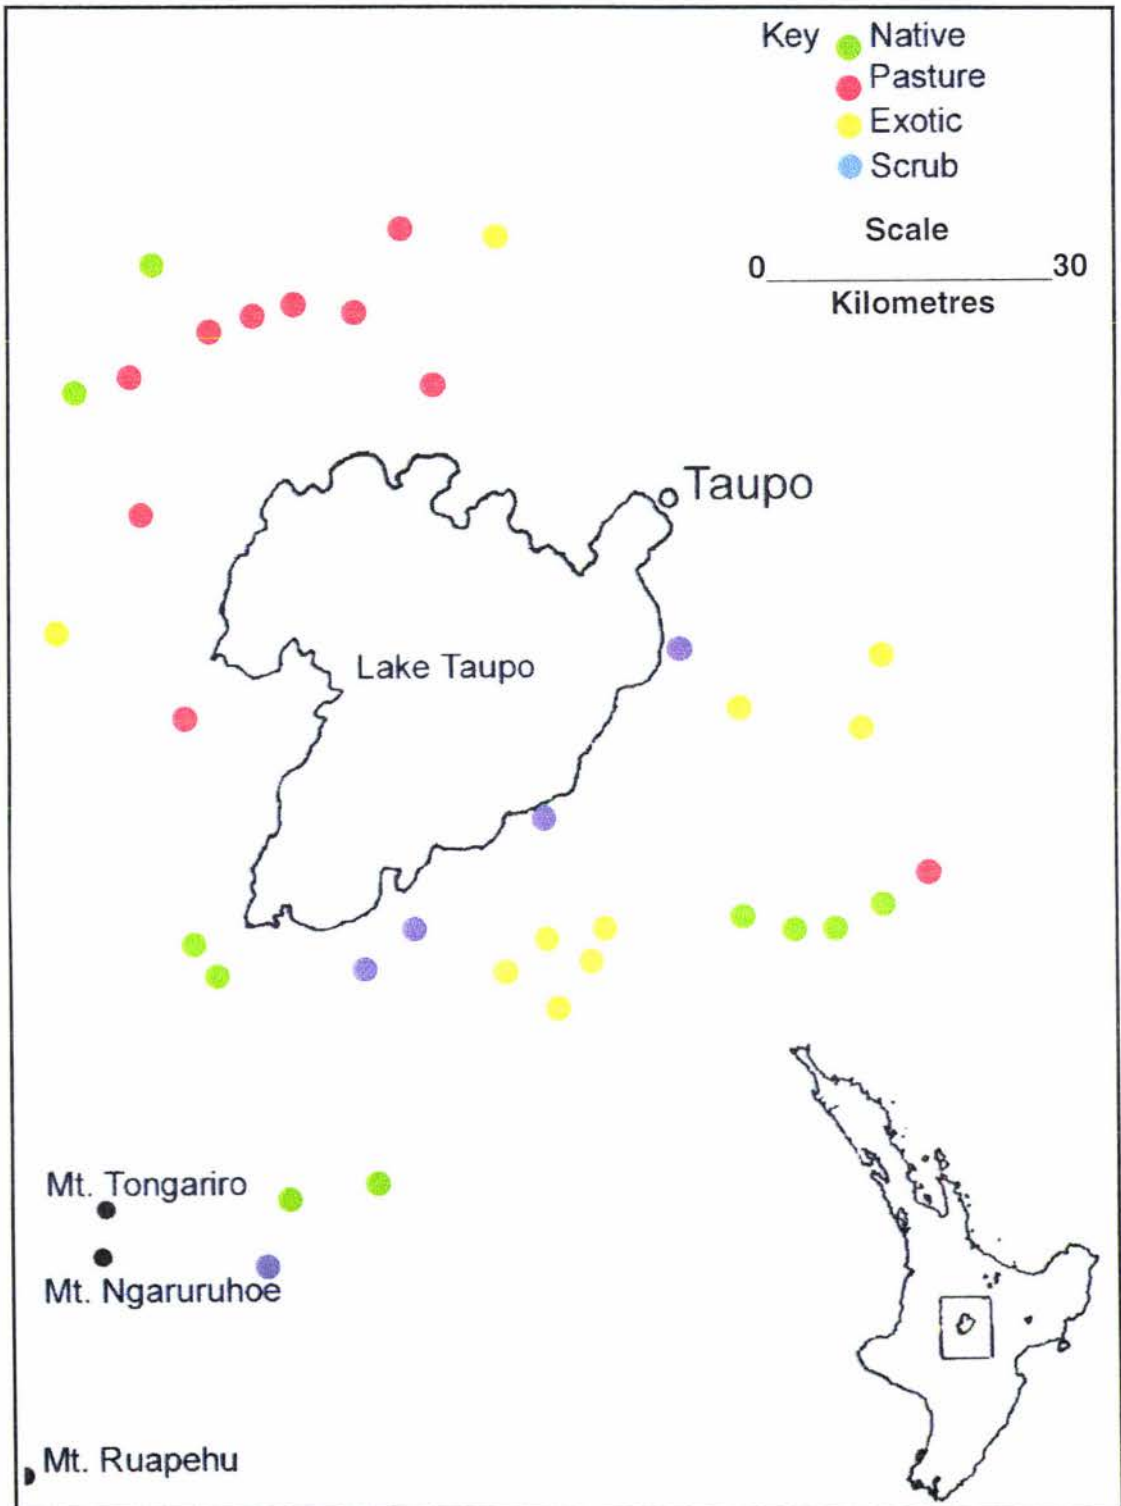 Key Native
Pasture
Exotic
Scrub
Scale
0 30
Kilometres
Taupo
Lake Taupo
Mt. Tongariro
Mt. Ngaruruhoe
Mt. Ruapehu